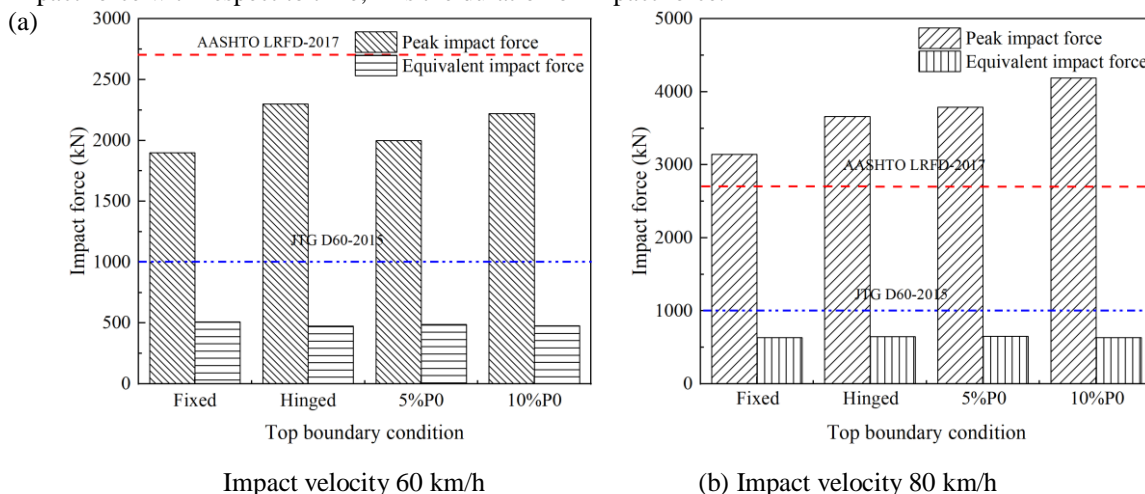 (a)
3000
2500
2000
1500
1000
500
0
Impact force (kN)
AASHTO LRFD-2017
Peak impact force
Equivalent impact force
JTG D60-2015
Fixed Hinged 5%P0 10%P0
Top boundary condition
Impact velocity 60 km/h
5000
4000
3000
2000
1000
0
Impact force (kN)
Peak impact force
Equivalent impact force
AASHTO LRFD-2017
JTG D60-2015
Fixed Hinged 5%P0 10%P0
Top boundary condition
(b) Impact velocity 80 km/h